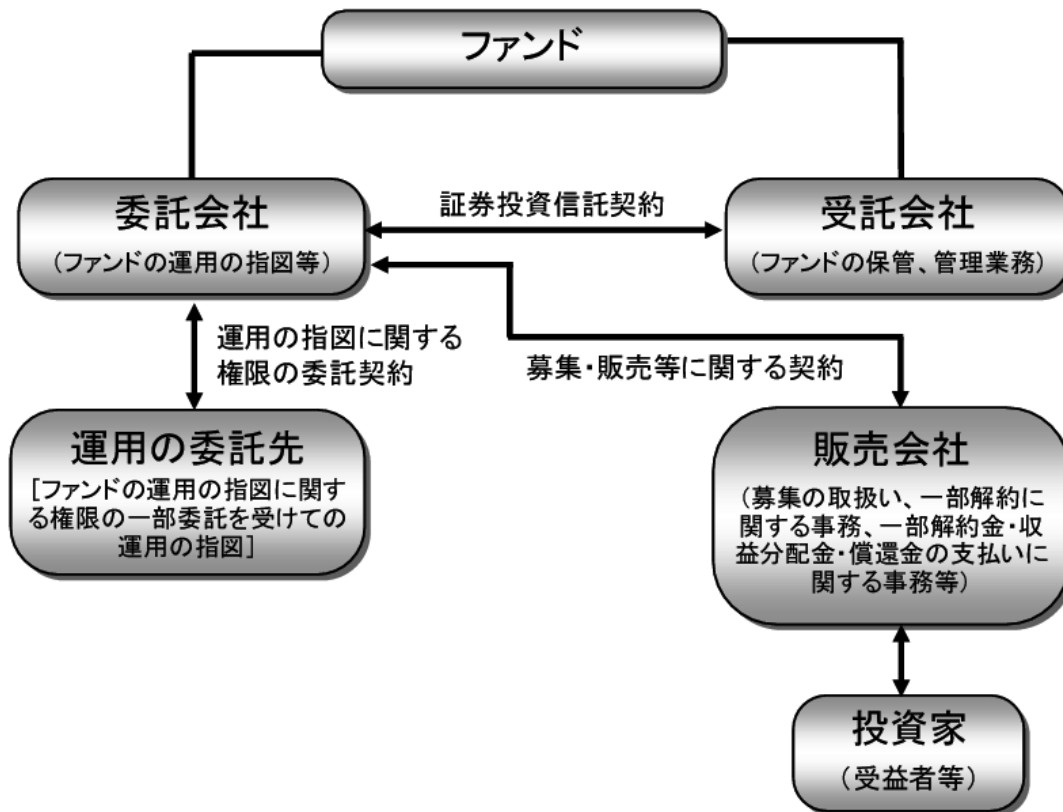 ファンド
委託会社
(ファンドの運用の指図等)
証券投資信託契約
受託会社
(ファンドの保管、管理業務)
運用の指図に関する
権限の委託契約
募集・販売等に関する契約
運用の委託先
[ファンドの運用の指図に関す
る権限の一部委託を受けての
運用の指図]
販売会社
(募集の取扱い、一部解約に
関する事務、一部解約金・収
益分配金・償還金の支払いに
関する事務等)
投資家
(受益者等)